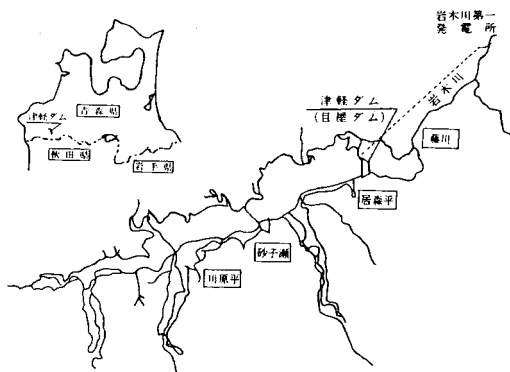 岩木川第一
発電所
津軽ダム
(目屋ダム)
岩木川
青森県
津軽ダム
秋田県
岩手県
藤川
居森平
砂子瀬
川原平